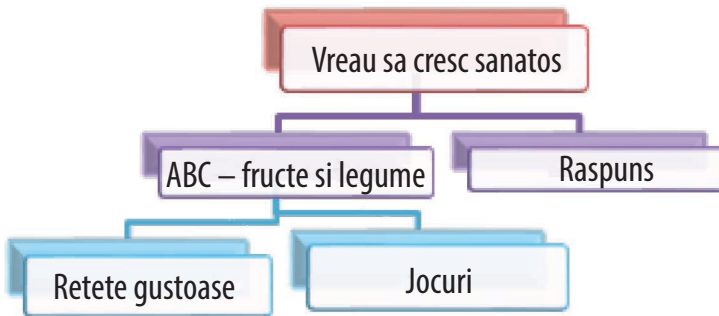 Vreau sa cresc sanatos
ABC – fructe si legume
Raspuns
Retete gustoase
Jocuri